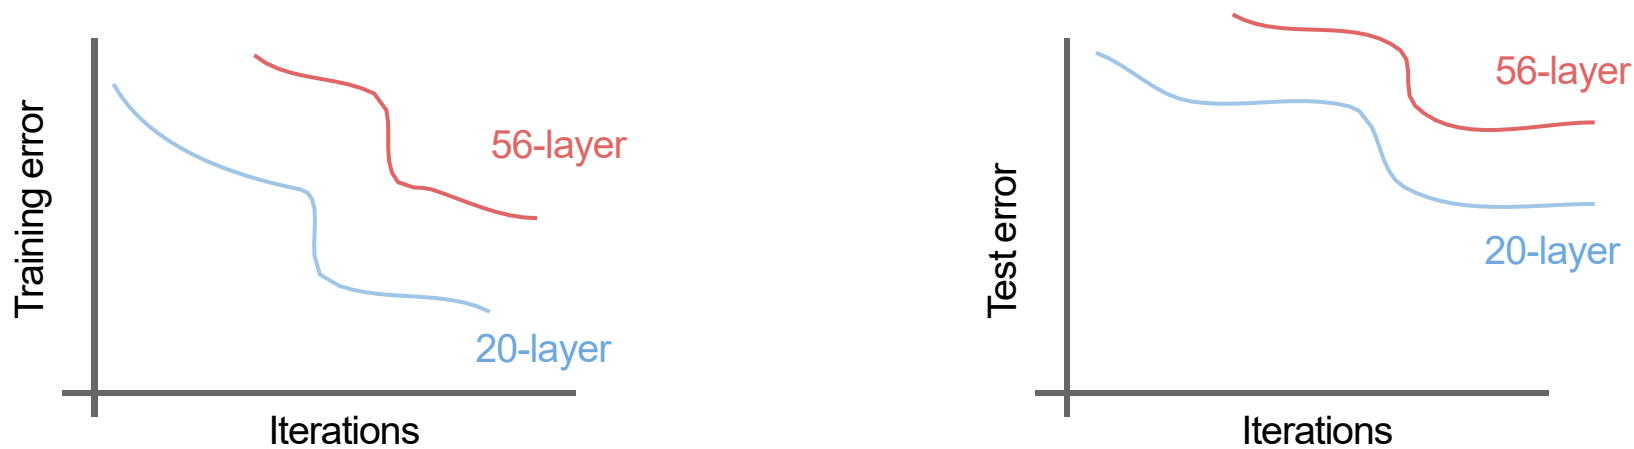 Training error
56-layer
20-layer
Iterations
Test error
56-layer
20-layer
Iterations